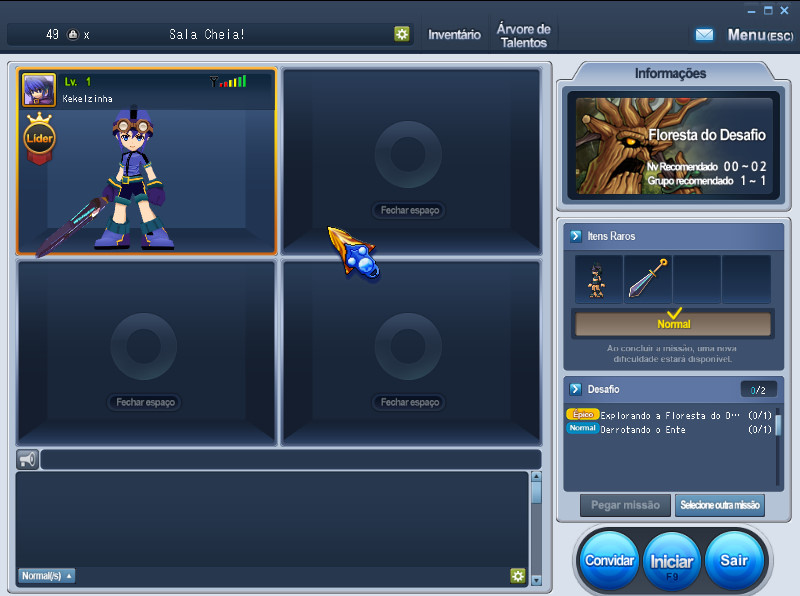 49 x
Sala Cheia!
Inventário
Árvore de
Talentos
Menu(ESC)
Lv. 1
Kekelzinha
Líder
Fechar espaço
Fechar espaço
Fechar espaço
Normal(/s)
Informações
Floresta do Desafio
Nv Recomendado 00 ~ 02
Grupo recomendado 1 ~ 1
Itens Raros
Normal
Ao concluir a missão, uma nova
dificuldade estará disponível.
Desafio 0/2
Épico Explorando a Floresta do D... (0/1)
Normal Derrotando o Ente (0/1)
Pegar missão
Selecione outra missão
Convidar
Iniciar
F9
Sair